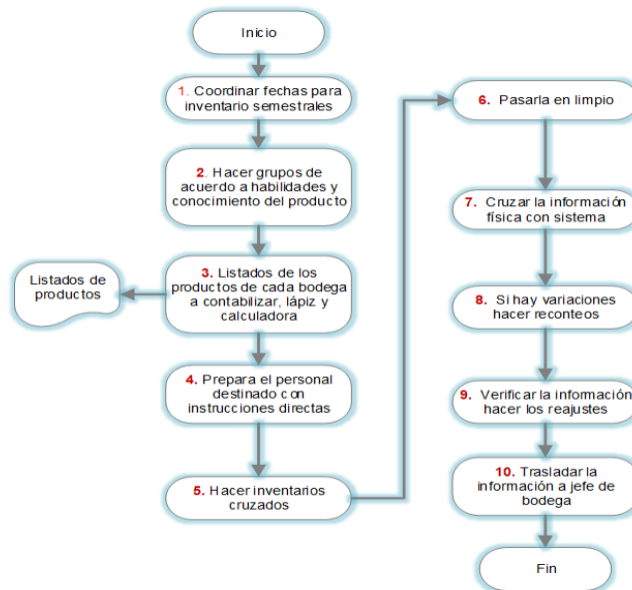 Inicio
1. Coordinar fechas para
inventario semestrales
2. Hacer grupos de
acuerdo a habilidades y
conocimiento del producto
3. Listados de los
productos de cada bodega
a contabilizar, lápiz y
calculadora
Listados de
productos
4. Prepara el personal
destinado con
instrucciones directas
5. Hacer inventarios
cruzados
6. Pasarla en limpio
7. Cruzar la información
física con sistema
8. Si hay variaciones
hacer reconteos
9. Verificar la información
hacer los reajustes
10. Trasladar la
información a jefe de
bodega
Fin